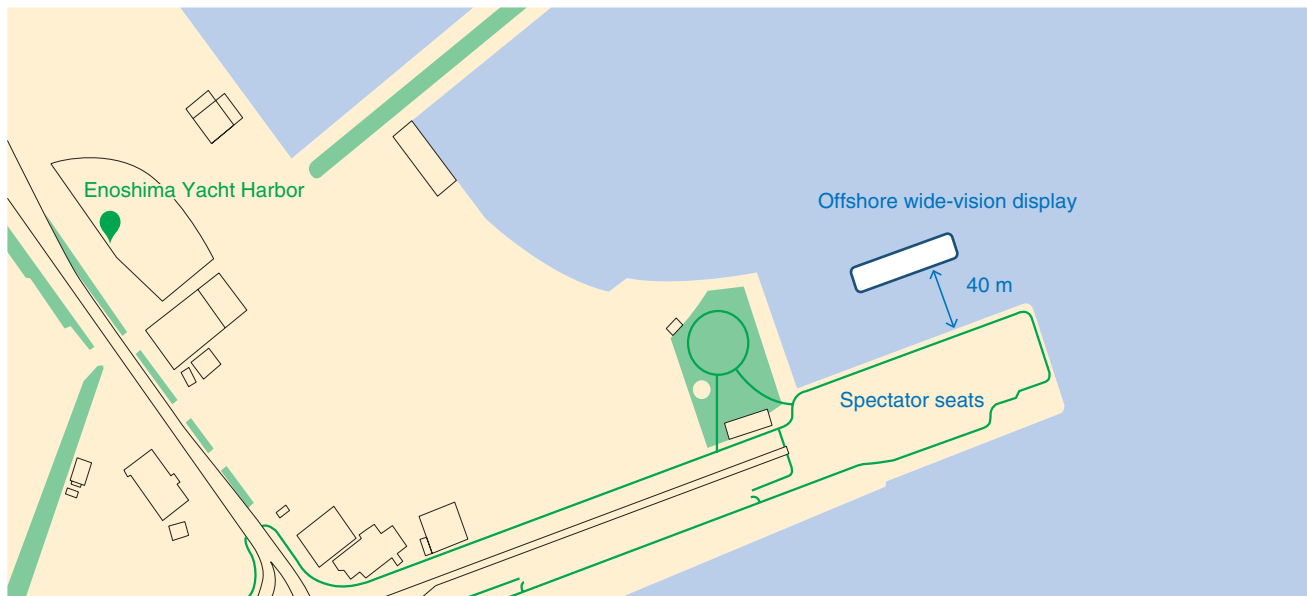 Enoshima Yacht Harbor
Offshore wide-vision display
40 m
Spectator seats